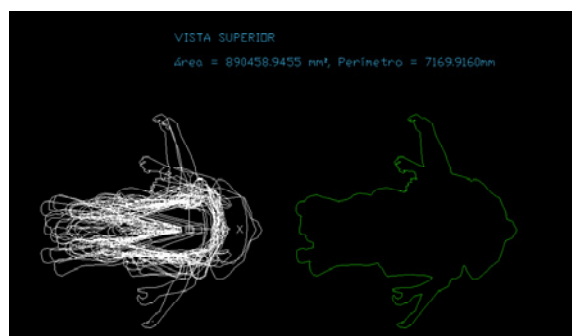 VISTA SUPERIOR
Área = 890458.9455 mm², Perímetro = 7169.9160mm
X